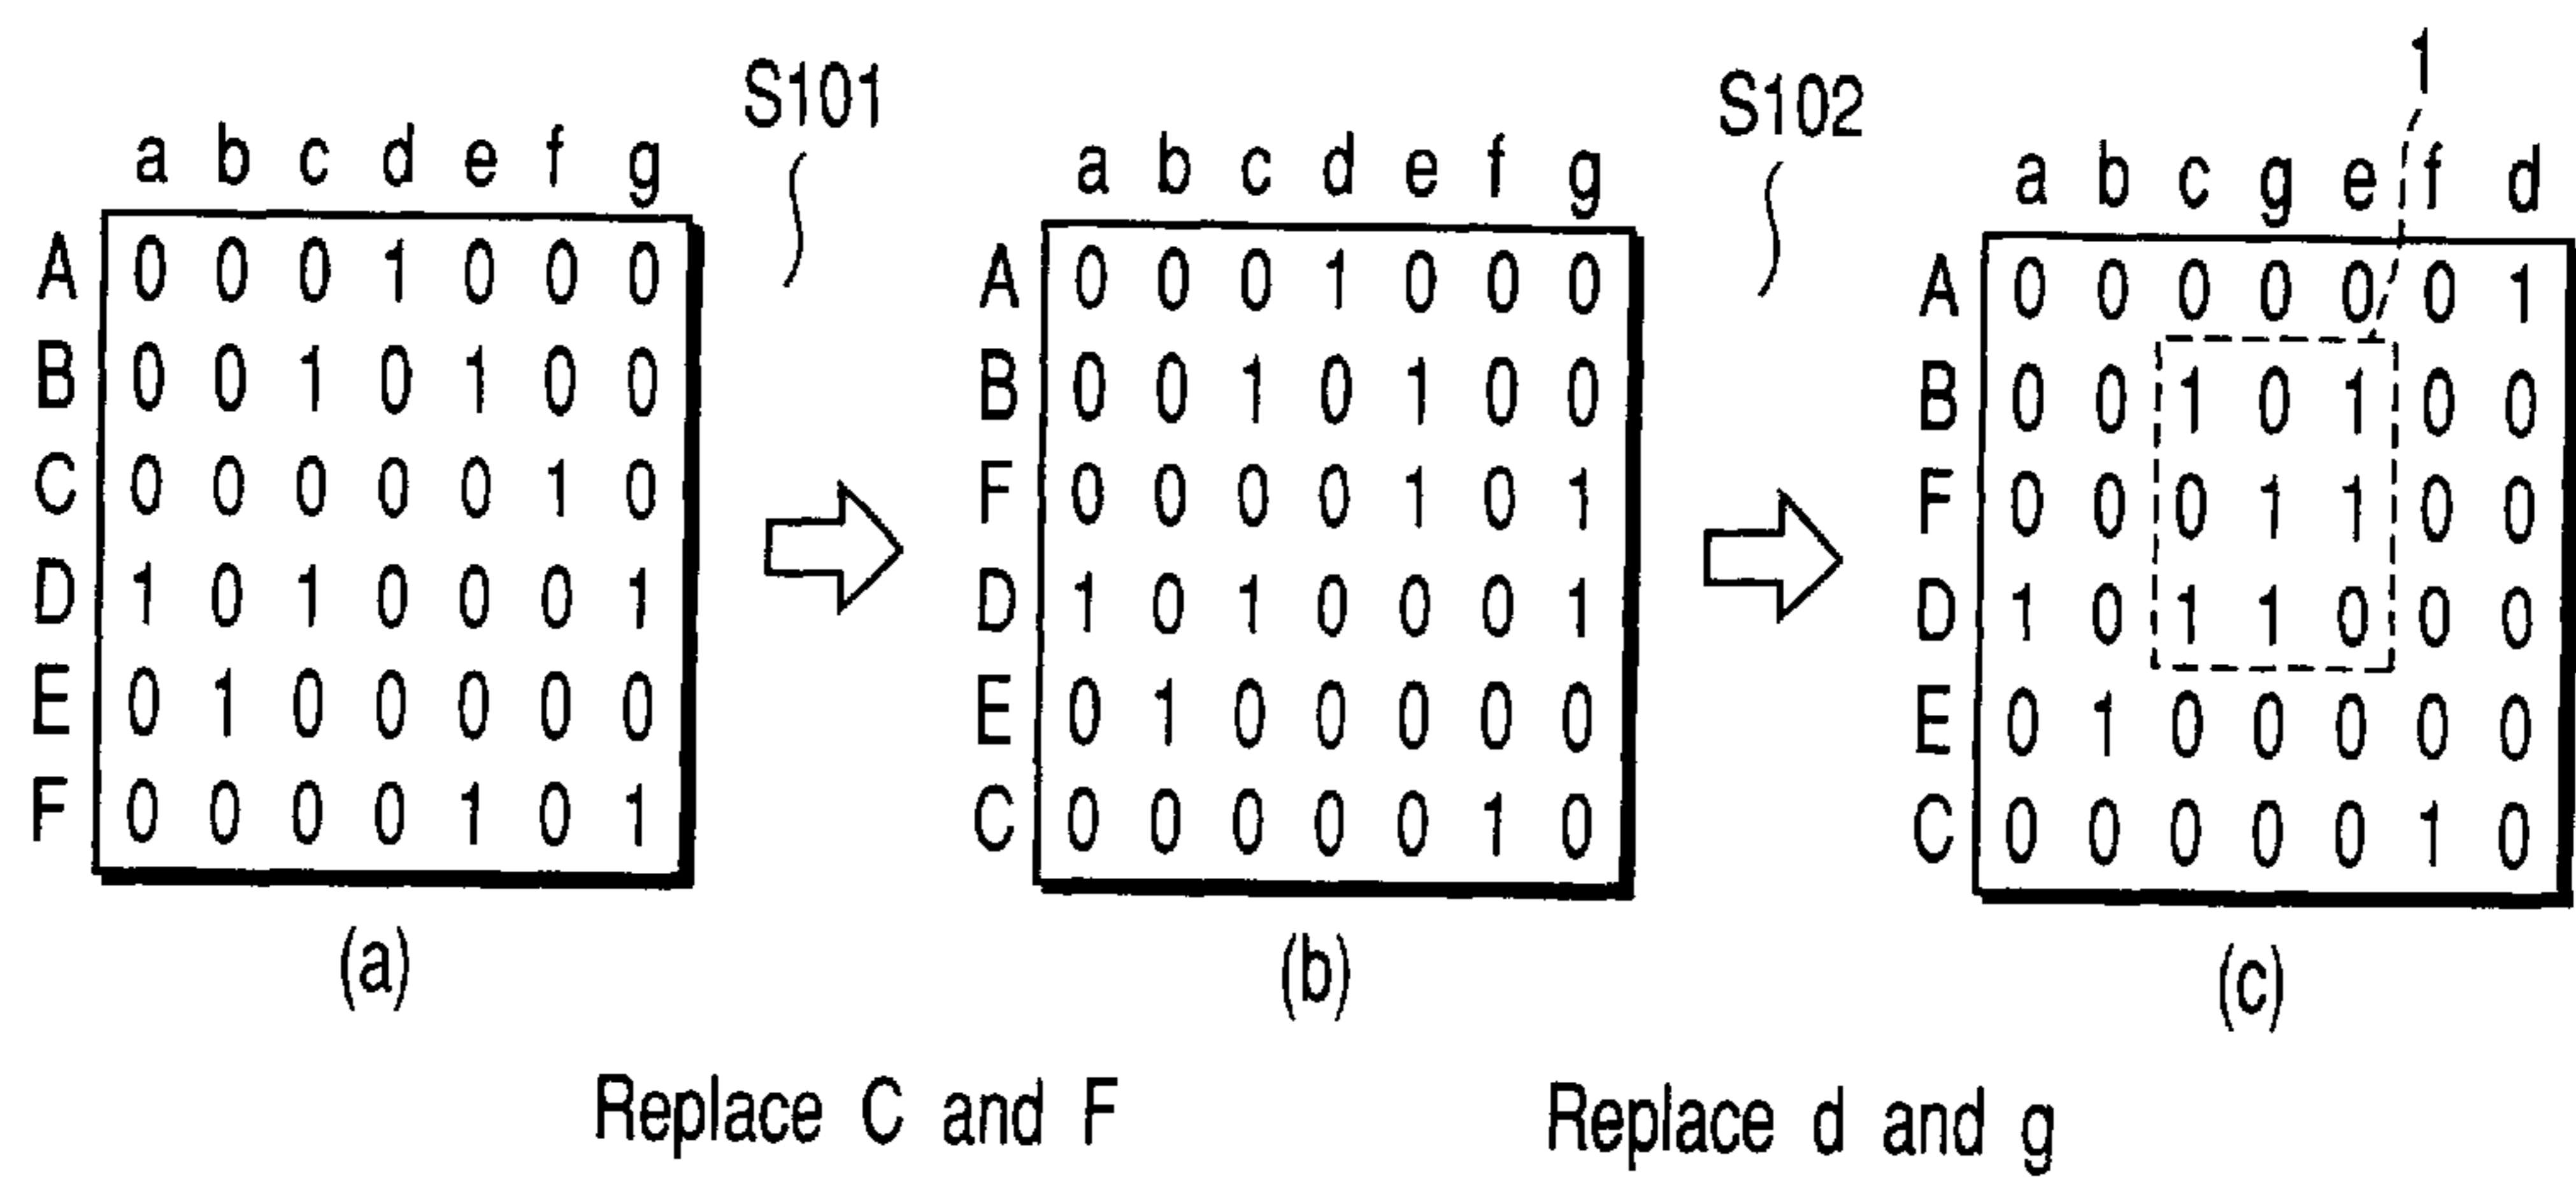 S101
a b c d e f g
A 0 0 0 1 0 0 0
B 0 0 1 0 1 0 0
C 0 0 0 0 0 1 0
D 1 0 1 0 0 0 1
E 0 1 0 0 0 0 0
F 0 0 0 0 1 0 1
(a)
Replace C and F
S102
a b c d e f g
A 0 0 0 1 0 0 0
B 0 0 1 0 1 0 0
F 0 0 0 0 1 0 1
D 1 0 1 0 0 0 1
E 0 1 0 0 0 0 0
C 0 0 0 0 0 1 0
(b)
Replace d and g
1
a b c g e f d
A 0 0 0 0 0 0 1
B 0 0 1 0 1 0 0
F 0 0 0 1 1 0 0
D 1 0 1 1 0 0 0
E 0 1 0 0 0 0 0
C 0 0 0 0 0 1 0
(c)